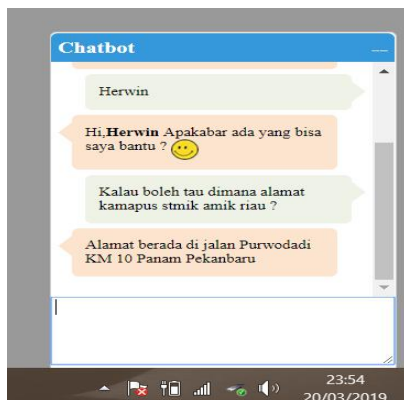 Chatbot
Herwin
Hi,Herwin Apakabar ada yang bisa
saya bantu ?
Kalau boleh tau dimana alamat
kamapus stmik amik riau ?
Alamat berada di jalan Purwodadi
KM 10 Panam Pekanbaru
23:54
20/03/2019